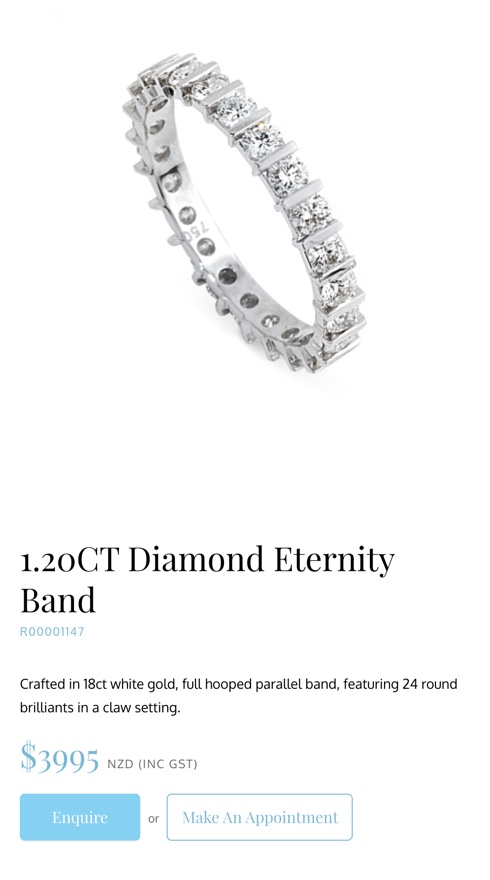 750
1.20CT Diamond Eternity
Band
R00001147
Crafted in 18ct white gold, full hooped parallel band, featuring 24 round
brilliants in a claw setting.
$3995 NZD (INC GST)
Enquire or Make An Appointment